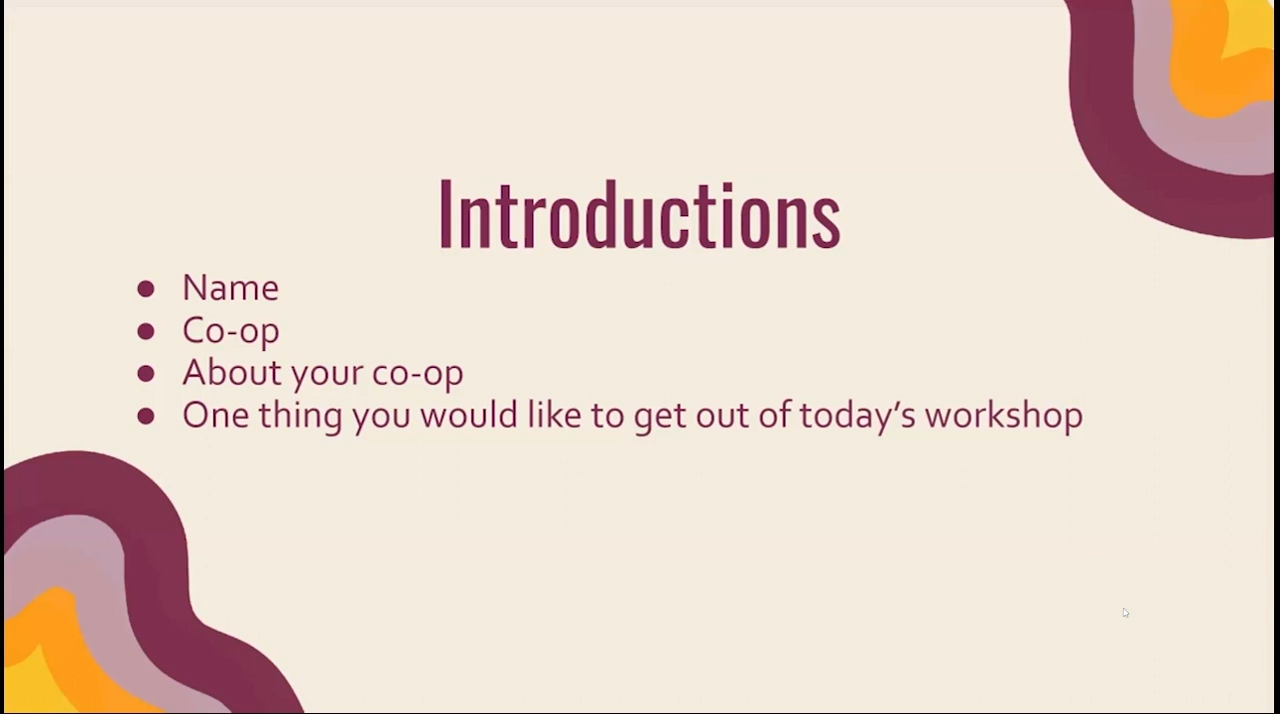 Introductions
● Name
● Co-op
● About your co-op
● One thing you would like to get out of today’s workshop